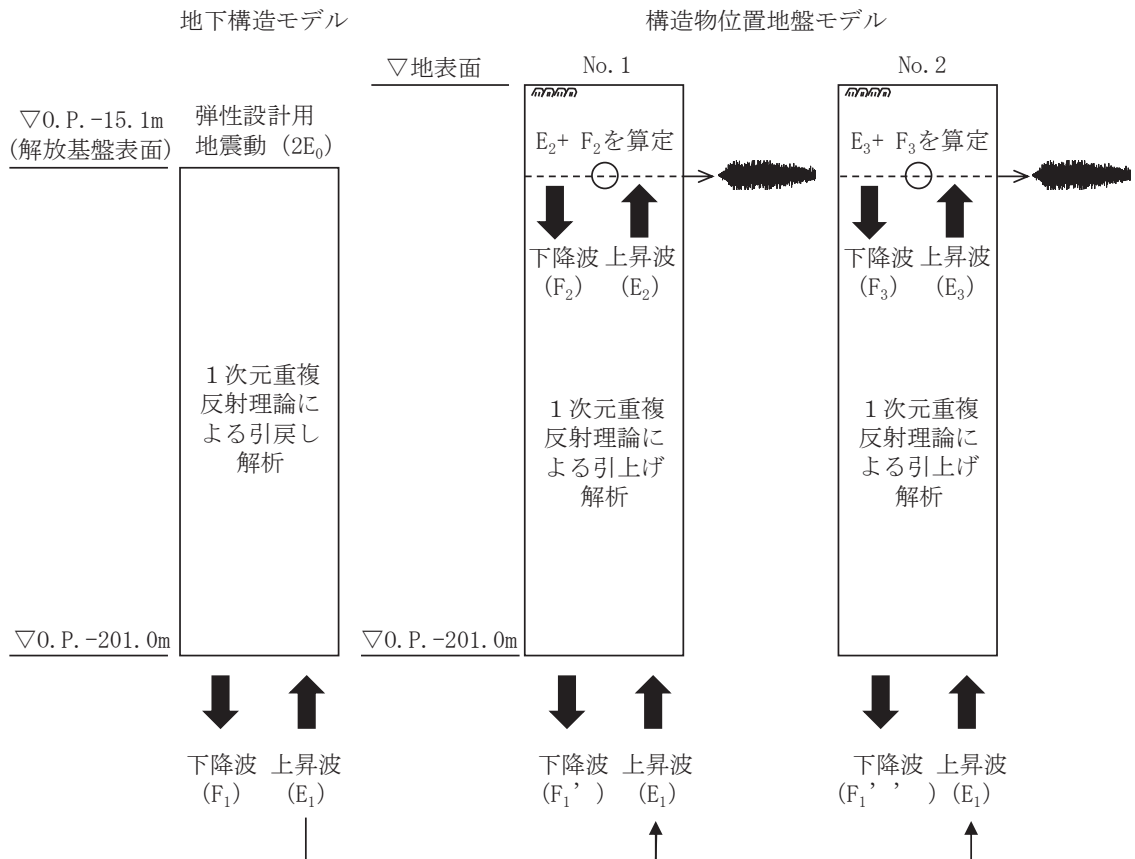 地下構造モデル
▽O.P.-15.1m
(解放基盤表面)
弾性設計用
地震動 (2E₀)
1次元重複
反射理論に
よる引戻し
解析
▽O.P.-201.0m
下降波
(F₁)
上昇波
(E₁)
構造物位置地盤モデル
▽地表面
No.1
E₂+ F₂を算定
下降波
(F₂)
上昇波
(E₂)
1次元重複
反射理論に
よる引上げ
解析
▽O.P.-201.0m
下降波
(F₁’)
上昇波
(E₁)
No.2
E₃+ F₃を算定
下降波
(F₃)
上昇波
(E₃)
1次元重複
反射理論に
よる引上げ
解析
下降波
(F₁’’)
上昇波
(E₁)